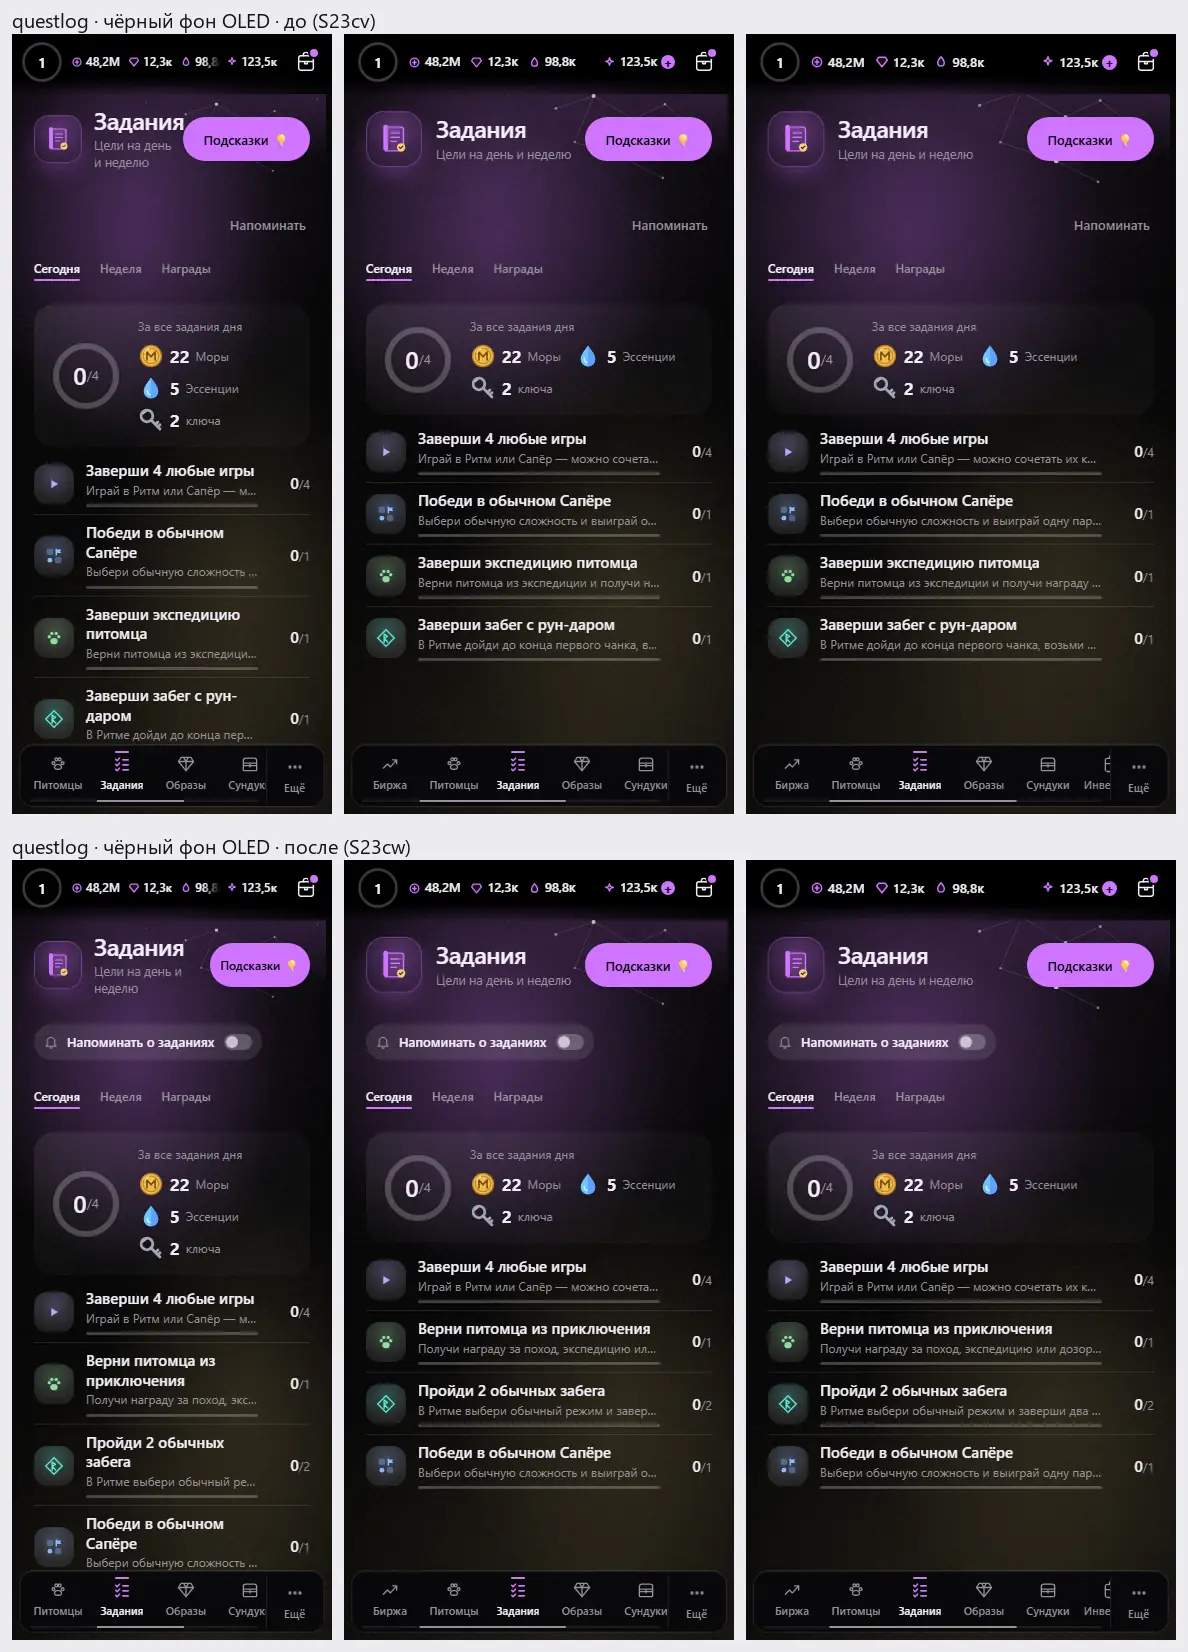 questlog · чёрный фон OLED · до (S23cv)
1 48,2М 12,3к 98,8 123,5к
Задания
Цели на день
и неделю
Подсказки
Напоминать
Сегодня Неделя Награды
За все задания дня
0/4
22 Моры
5 Эссенции
2 ключа
Заверши 4 любые игры
Играй в Ритм или Сапёр — м...
0/4
Победи в обычном
Сапёре
Выбери обычную сложность ...
0/1
Заверши экспедицию
питомца
Верни питомца из экспедици...
0/1
Заверши забег с рун-
даром
В Ритме дойди до конца пер...
0/1
Питомцы Задания Образы Сундук Ещё
1 48,2М 12,3к 98,8к 123,5к +
Задания
Цели на день и неделю
Подсказки
Напоминать
Сегодня Неделя Награды
За все задания дня
0/4
22 Моры 5 Эссенции
2 ключа
Заверши 4 любые игры
Играй в Ритм или Сапёр — можно сочета...
0/4
Победи в обычном Сапёре
Выбери обычную сложность и выиграй о...
0/1
Заверши экспедицию питомца
Верни питомца из экспедиции и получи н...
0/1
Заверши забег с рун-даром
В Ритме дойди до конца первого чанка, в...
0/1
Биржа Питомцы Задания Образы Сундуки Ещё
1 48,2М 12,3к 98,8к 123,5к +
Задания
Цели на день и неделю
Подсказки
Напоминать
Сегодня Неделя Награды
За все задания дня
0/4
22 Моры 5 Эссенции
2 ключа
Заверши 4 любые игры
Играй в Ритм или Сапёр — можно сочетать их к...
0/4
Победи в обычном Сапёре
Выбери обычную сложность и выиграй одну пар...
0/1
Заверши экспедицию питомца
Верни питомца из экспедиции и получи награду ...
0/1
Заверши забег с рун-даром
В Ритме дойди до конца первого чанка, возьми ...
0/1
Биржа Питомцы Задания Образы Сундуки Инве Ещё
questlog · чёрный фон OLED · после (S23cw)
1 48,2М 12,3к 98,8 123,5к
Задания
Цели на день и
неделю
Подсказки
Напоминать о заданиях
Сегодня Неделя Награды
За все задания дня
0/4
22 Моры
5 Эссенции
2 ключа
Заверши 4 любые игры
Играй в Ритм или Сапёр — м...
0/4
Верни питомца из
приключения
Получи награду за поход, экс...
0/1
Пройди 2 обычных
забега
В Ритме выбери обычный ре...
0/2
Победи в обычном
Сапёре
Выбери обычную сложность ...
0/1
Питомцы Задания Образы Сундук Ещё
1 48,2М 12,3к 98,8к 123,5к +
Задания
Цели на день и неделю
Подсказки
Напоминать о заданиях
Сегодня Неделя Награды
За все задания дня
0/4
22 Моры 5 Эссенции
2 ключа
Заверши 4 любые игры
Играй в Ритм или Сапёр — можно сочета...
0/4
Верни питомца из приключения
Получи награду за поход, экспедицию ил...
0/1
Пройди 2 обычных забега
В Ритме выбери обычный режим и завер...
0/2
Победи в обычном Сапёре
Выбери обычную сложность и выиграй о...
0/1
Биржа Питомцы Задания Образы Сундуки Ещё
1 48,2М 12,3к 98,8к 123,5к +
Задания
Цели на день и неделю
Подсказки
Напоминать о заданиях
Сегодня Неделя Награды
За все задания дня
0/4
22 Моры 5 Эссенции
2 ключа
Заверши 4 любые игры
Играй в Ритм или Сапёр — можно сочетать их к...
0/4
Верни питомца из приключения
Получи награду за поход, экспедицию или дозор...
0/1
Пройди 2 обычных забега
В Ритме выбери обычный режим и заверши два ...
0/2
Победи в обычном Сапёре
Выбери обычную сложность и выиграй одну пар...
0/1
Биржа Питомцы Задания Образы Сундуки Инве Ещё